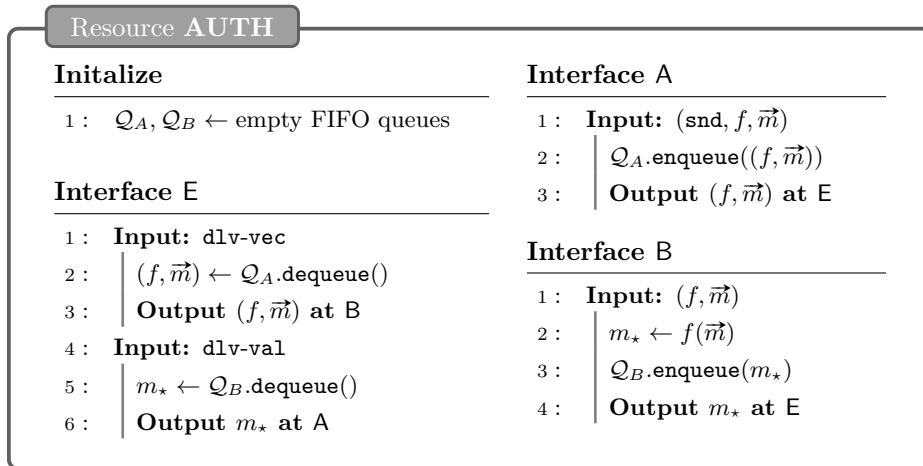 Resource AUTH
Initalize
1 : 𝒬_A, 𝒬_B ← empty FIFO queues
Interface E
1 : Input: dlv-vec
2 : (f, m⃗) ← 𝒬_A.dequeue()
3 : Output (f, m⃗) at B
4 : Input: dlv-val
5 : m⋆ ← 𝒬_B.dequeue()
6 : Output m⋆ at A
Interface A
1 : Input: (snd, f, m⃗)
2 : 𝒬_A.enqueue((f, m⃗))
3 : Output (f, m⃗) at E
Interface B
1 : Input: (f, m⃗)
2 : m⋆ ← f(m⃗)
3 : 𝒬_B.enqueue(m⋆)
4 : Output m⋆ at E